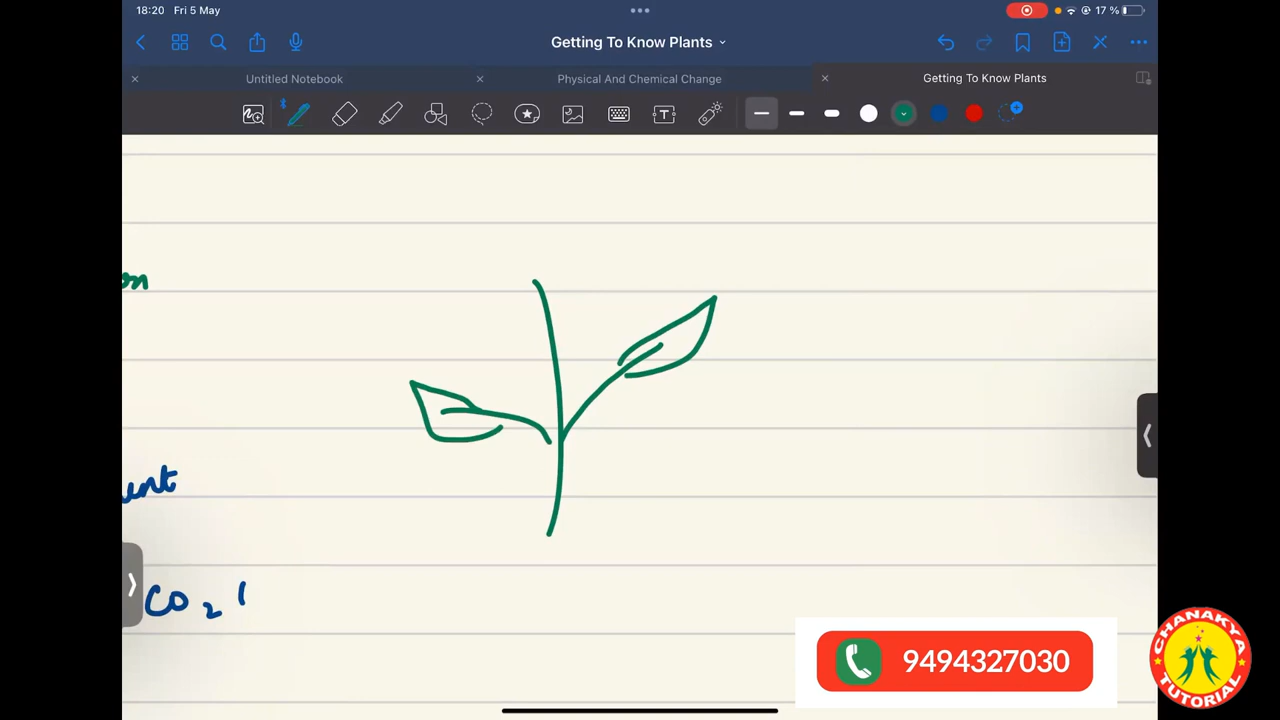 18:20 Fri 5 May
17 %
Getting To Know Plants
Untitled Notebook
Physical And Chemical Change
Getting To Know Plants
on
CO2
9494327030
CHANAKYA
TUTORIAL